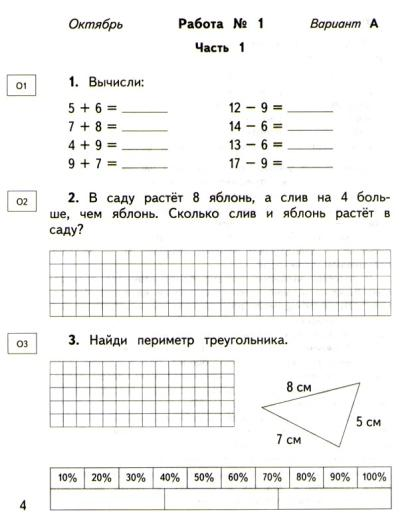 Октябрь Работа № 1 Вариант А
Часть 1
О1
1. Вычисли:
5 + 6 = ______ 12 − 9 = ______
7 + 8 = ______ 14 − 6 = ______
4 + 9 = ______ 13 − 6 = ______
9 + 7 = ______ 17 − 9 = ______
О2
2. В саду растёт 8 яблонь, а слив на 4 боль-
ше, чем яблонь. Сколько слив и яблонь растёт в
саду?
О3
3. Найди периметр треугольника.
8 см
5 см
7 см
10% 20% 30% 40% 50% 60% 70% 80% 90% 100%
4